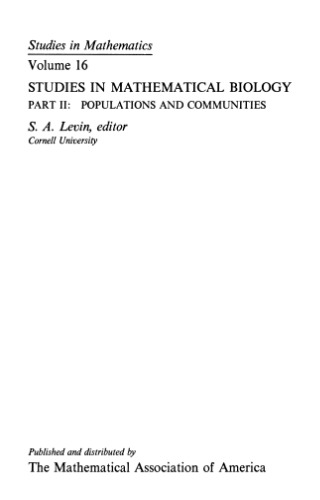 Studies in Mathematics
Volume 16
STUDIES IN MATHEMATICAL BIOLOGY
PART II: POPULATIONS AND COMMUNITIES
S. A. Levin, editor
Cornell University
Published and distributed by
The Mathematical Association of America